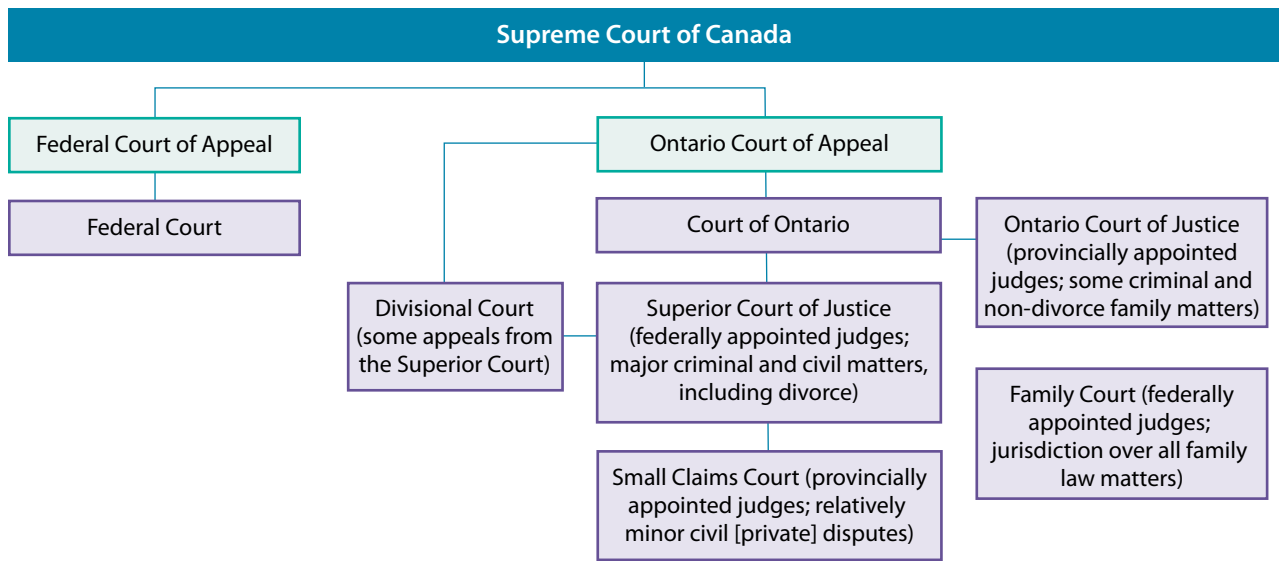 Supreme Court of Canada
Federal Court of Appeal
Ontario Court of Appeal
Federal Court
Court of Ontario
Ontario Court of Justice
(provincially appointed
judges; some criminal and
non-divorce family matters)
Divisional Court
(some appeals from
the Superior Court)
Superior Court of Justice
(federally appointed judges;
major criminal and civil matters,
including divorce)
Family Court (federally
appointed judges;
jurisdiction over all family
law matters)
Small Claims Court (provincially
appointed judges; relatively
minor civil [private] disputes)